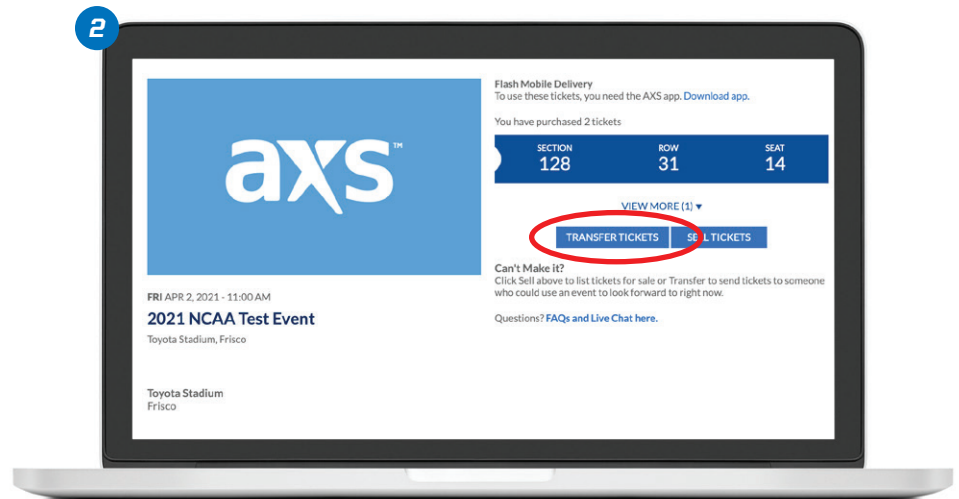 2
axs™
FRI APR 2, 2021 - 11:00 AM
2021 NCAA Test Event
Toyota Stadium, Frisco
Toyota Stadium
Frisco
Flash Mobile Delivery
To use these tickets, you need the AXS app. Download app.
You have purchased 2 tickets
SECTION ROW SEAT
128 31 14
VIEW MORE (1) ▼
TRANSFER TICKETS SELL TICKETS
Can't Make it?
Click Sell above to list tickets for sale or Transfer to send tickets to someone
who could use an event to look forward to right now.
Questions? FAQs and Live Chat here.